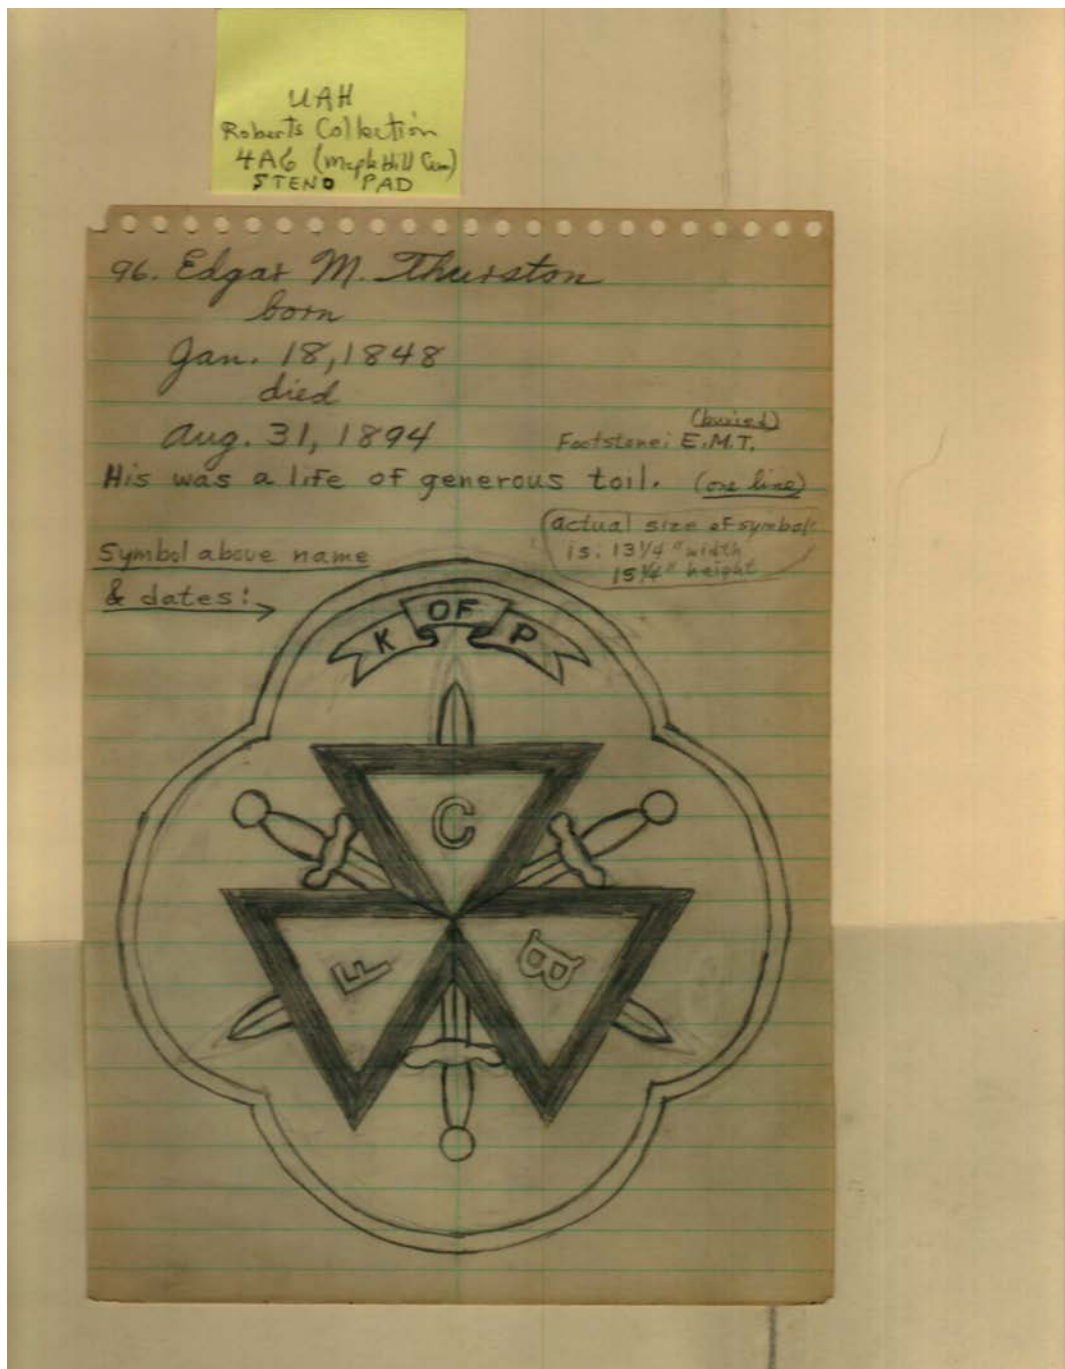 UAH
Roberts Collection
4A6 (Maple Hill Cem)
STENO PAD
96. Edgar M. Thurston
born
Jan. 18, 1848
died
Aug. 31, 1894
(buried)
Footstone: E.M.T.
His was a life of generous toil. (one line)
actual size of symbol
is: 13 1/4" width
15 1/4" height
Symbol above name
& dates:
K OF P
C
F
B